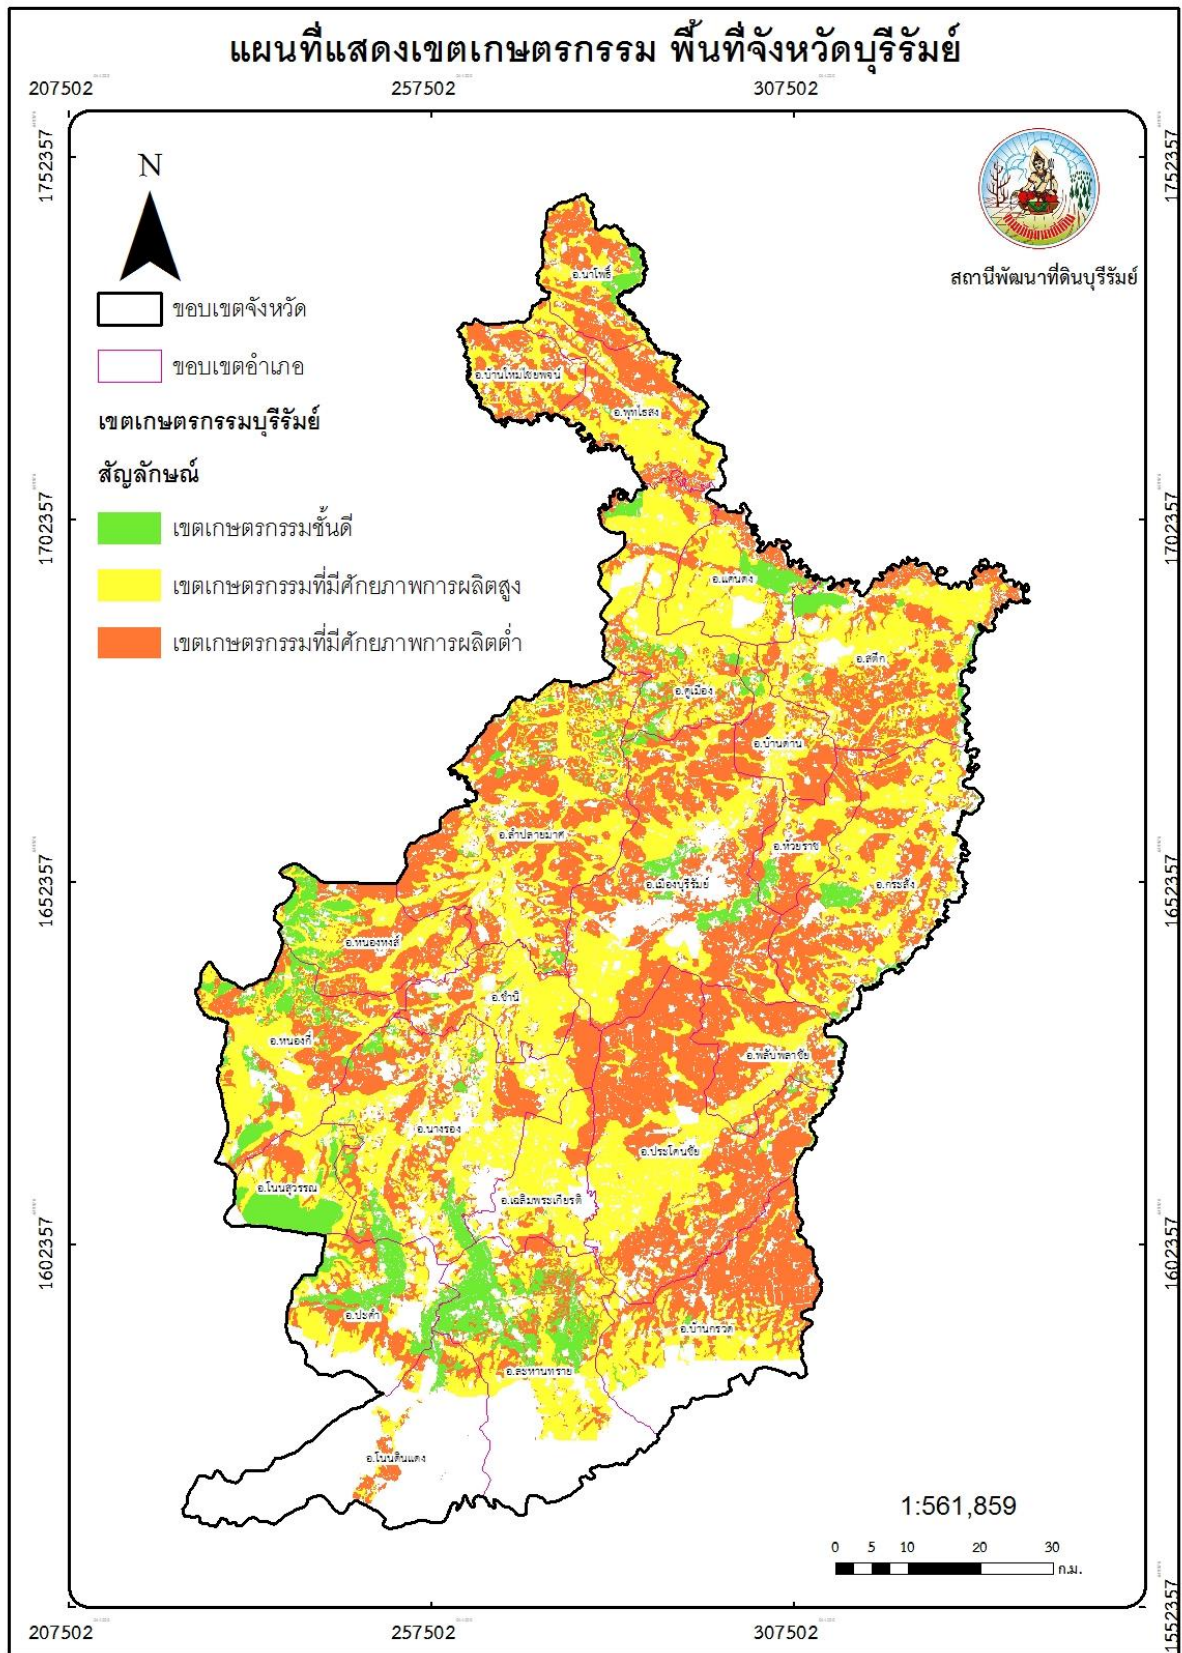 แผนที่แสดงเขตเกษตรกรรม พื้นที่จังหวัดบุรีรัมย์
207502 257502 307502
1752357
1752357
N
สถานีพัฒนาที่ดินบุรีรัมย์
ขอบเขตจังหวัด
ขอบเขตอำเภอ
เขตเกษตรกรรมบุรีรัมย์
สัญลักษณ์
เขตเกษตรกรรมชั้นดี
เขตเกษตรกรรมที่มีศักยภาพการผลิตสูง
เขตเกษตรกรรมที่มีศักยภาพการผลิตต่ำ
อ.นาโพธิ์
อ.บ้านใหม่ไชยพจน์
อ.พุทไธสง
1702357
1702357
อ.แคนดง
อ.สตึก
อ.คูเมือง
อ.บ้านด่าน
อ.ลำปลายมาศ
อ.ห้วยราช
อ.เมืองบุรีรัมย์
อ.กระสัง
1652357
1652357
อ.หนองหงส์
อ.ชำนิ
อ.หนองกี่
อ.พลับพลาชัย
อ.นางรอง
อ.ประโคนชัย
อ.โนนสุวรรณ
อ.เฉลิมพระเกียรติ
1602357
1602357
อ.ปะคำ
อ.บ้านกรวด
อ.ละหานทราย
อ.โนนดินแดง
1:561,859
0 5 10 20 30
ก.ม.
1552357
207502 257502 307502